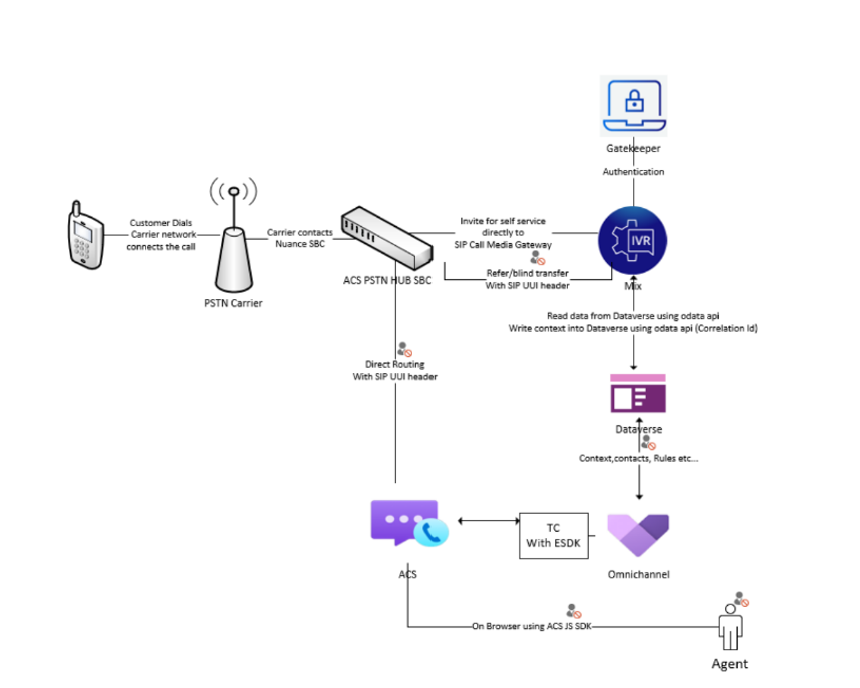 Gatekeeper
Authentication
Customer Dials
Carrier network
connects the call
Carrier contacts
Nuance SBC
Invite for self service
directly to
SIP Call Media Gateway
IVR
ACS PSTN HUB SBC
Refer/blind transfer
With SIP UUI header
Mix
PSTN Carrier
Read data from Dataverse using odata api
Write context into Dataverse using odata api (Correlation Id)
Direct Routing
With SIP UUI header
Dataverse
Context,contacts, Rules etc...
TC
With ESDK
ACS
Omnichannel
On Browser using ACS JS SDK
Agent